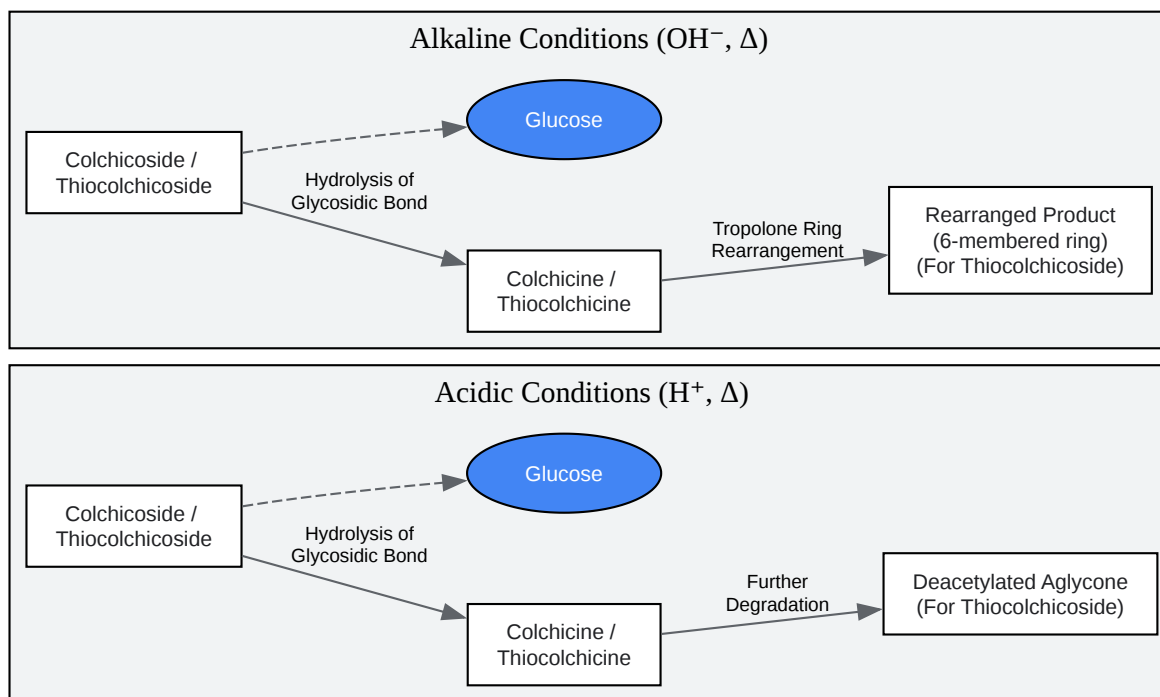 Alkaline Conditions (OH⁻, Δ)
Glucose
Colchicoside /
Thiocolchicoside
Hydrolysis of
Glycosidic Bond
Colchicine /
Thiocolchicine
Tropolone Ring
Rearrangement
Rearranged Product
(6-membered ring)
(For Thiocolchicoside)
Acidic Conditions (H⁺, Δ)
Glucose
Colchicoside /
Thiocolchicoside
Hydrolysis of
Glycosidic Bond
Colchicine /
Thiocolchicine
Further
Degradation
Deacetylated Aglycone
(For Thiocolchicoside)